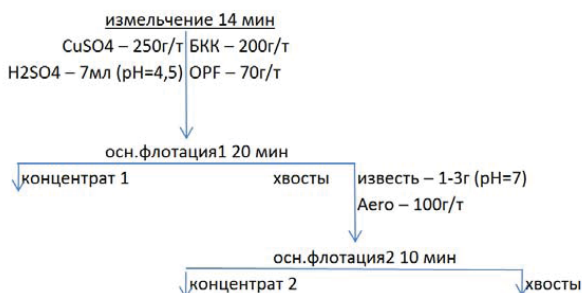 измельчение 14 мин
CuSO4 – 250г/т БКК – 200г/т
H2SO4 – 7мл (pH=4,5) OPF – 70г/т
осн.флотация1 20 мин
концентрат 1 хвосты известь – 1-3г (pH=7)
Aero – 100г/т
осн.флотация2 10 мин
концентрат 2 хвосты